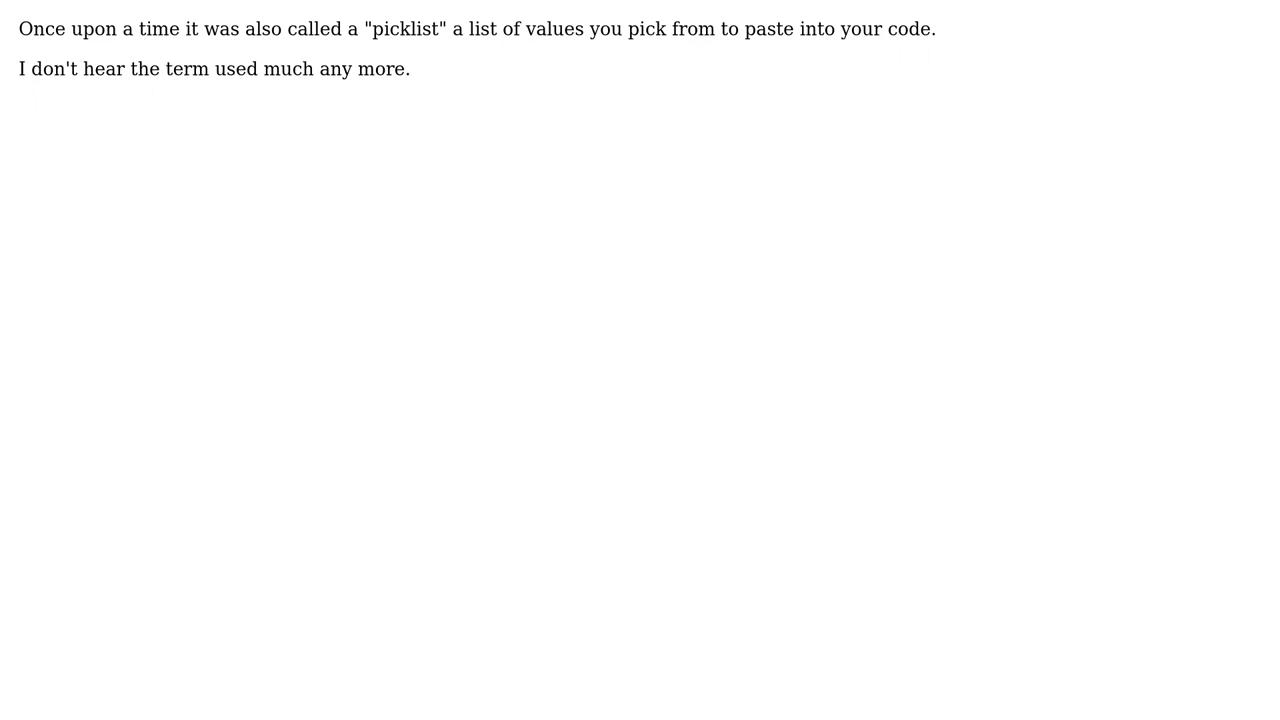 Once upon a time it was also called a "picklist" a list of values you pick from to paste into your code.
I don't hear the term used much any more.